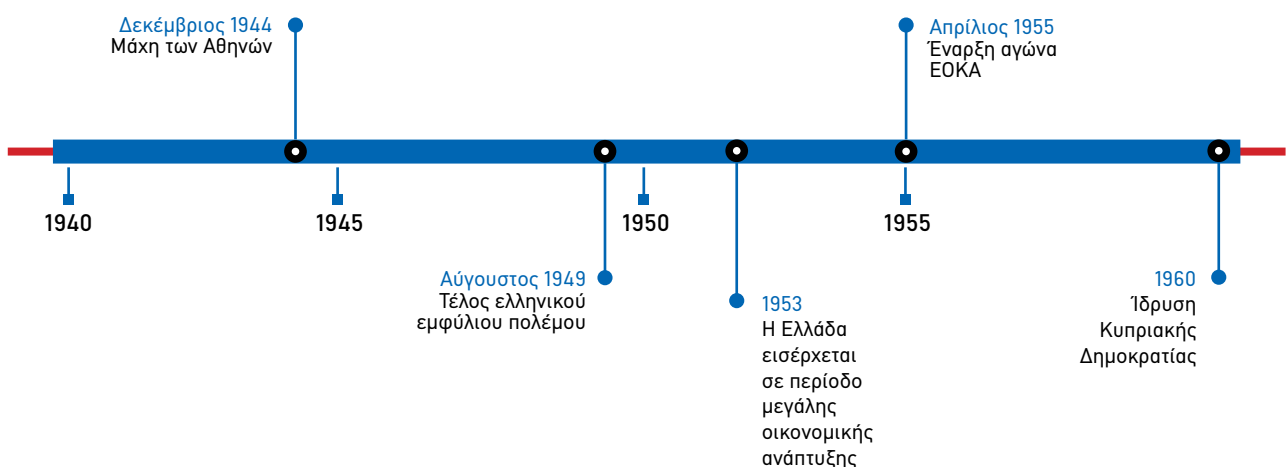 Δεκέμβριος 1944
Μάχη των Αθηνών
Απρίλιος 1955
Έναρξη αγώνα
ΕΟΚΑ
1940
1945
1950
1955
Αύγουστος 1949
Τέλος ελληνικού
εμφύλιου πολέμου
1953
Η Ελλάδα
εισέρχεται
σε περίοδο
μεγάλης
οικονομικής
ανάπτυξης
1960
Ίδρυση
Κυπριακής
Δημοκρατίας